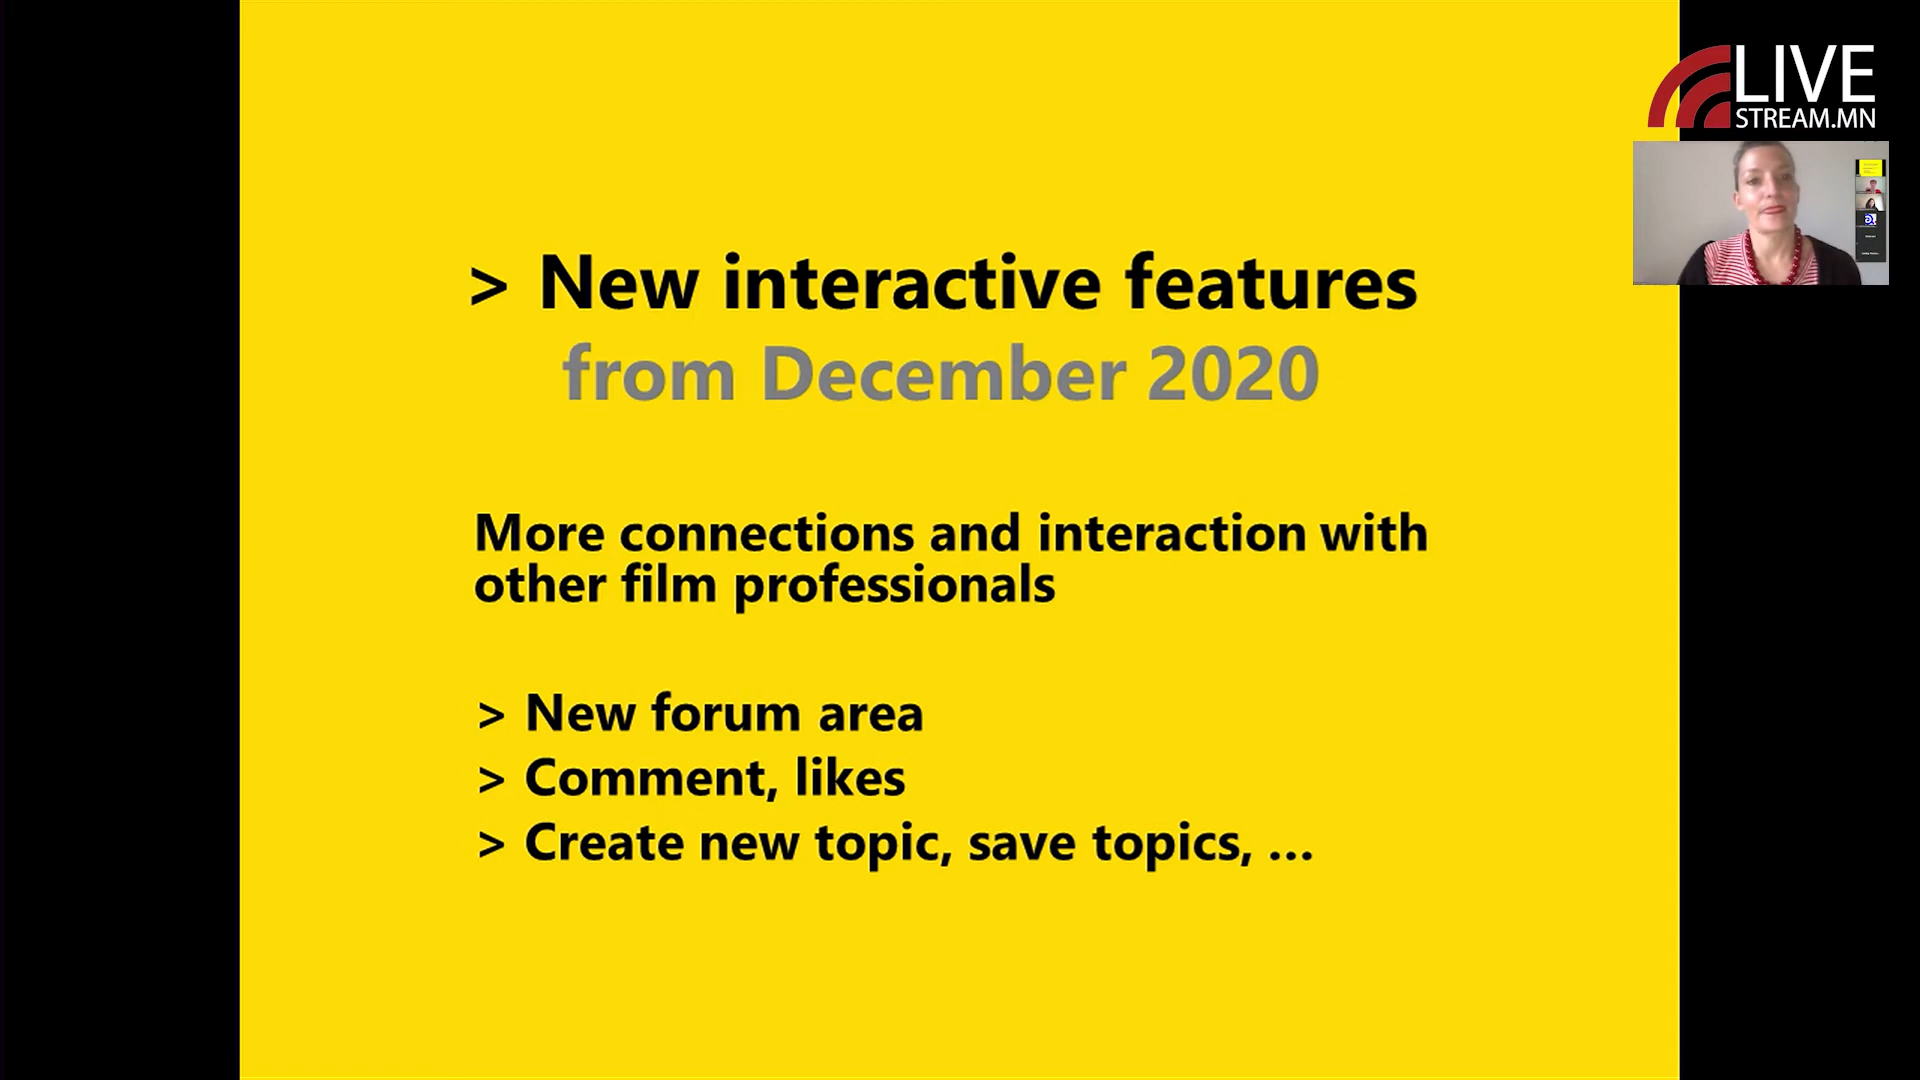 LIVE
STREAM.MN
> New interactive features
from December 2020
More connections and interaction with
other film professionals
> New forum area
> Comment, likes
> Create new topic, save topics, ...